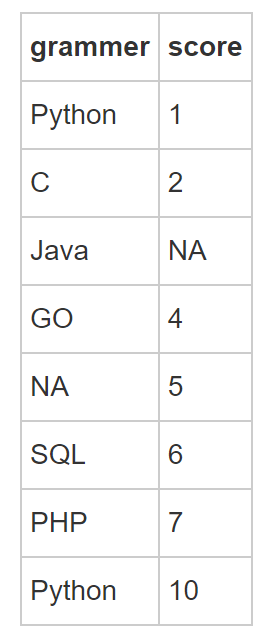 grammer score
Python 1
C 2
Java NA
GO 4
NA 5
SQL 6
PHP 7
Python 10